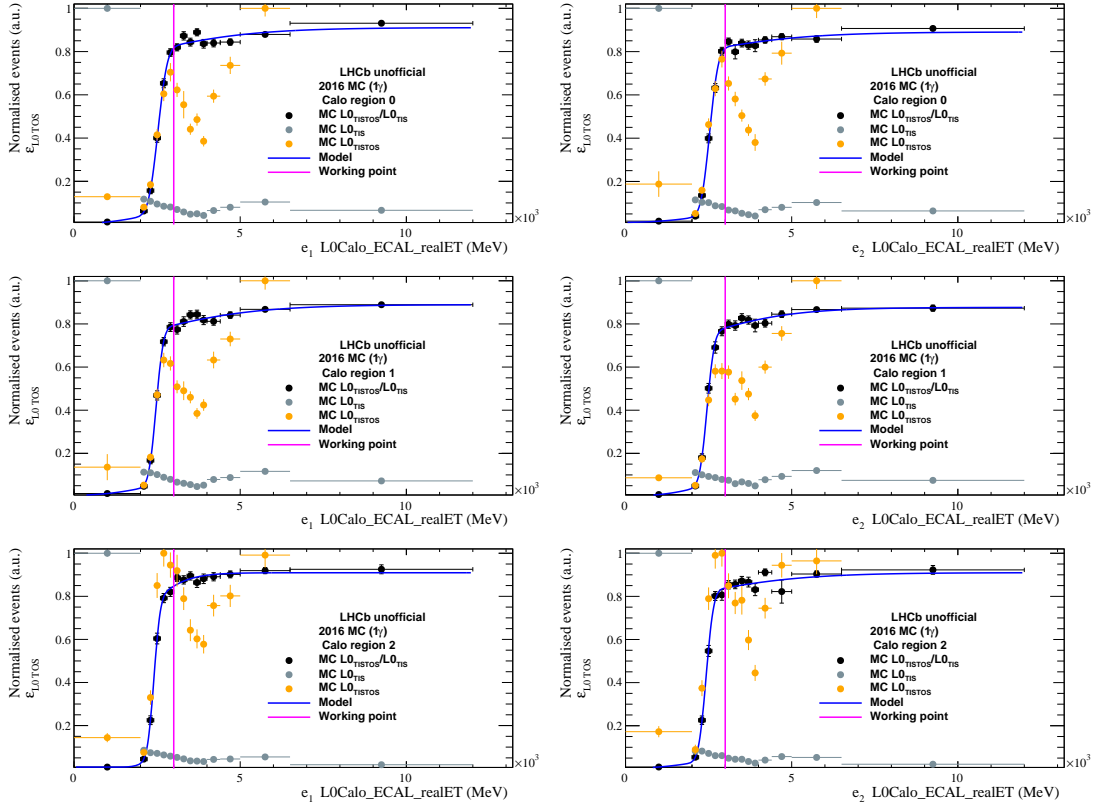 Normalised events (a.u.)
ε_L0 TOS
1
0.8
0.6
0.4
0.2
LHCb unofficial
2016 MC (1γ)
Calo region 0
MC L0_TISTOS/L0_TIS
MC L0_TIS
MC L0_TISTOS
Model
Working point
0 5 10
×10³
e₁ L0Calo_ECAL_realET (MeV)
Normalised events (a.u.)
ε_L0 TOS
1
0.8
0.6
0.4
0.2
LHCb unofficial
2016 MC (1γ)
Calo region 0
MC L0_TISTOS/L0_TIS
MC L0_TIS
MC L0_TISTOS
Model
Working point
0 5 10
×10³
e₂ L0Calo_ECAL_realET (MeV)
Normalised events (a.u.)
ε_L0 TOS
1
0.8
0.6
0.4
0.2
LHCb unofficial
2016 MC (1γ)
Calo region 1
MC L0_TISTOS/L0_TIS
MC L0_TIS
MC L0_TISTOS
Model
Working point
0 5 10
×10³
e₁ L0Calo_ECAL_realET (MeV)
Normalised events (a.u.)
ε_L0 TOS
1
0.8
0.6
0.4
0.2
LHCb unofficial
2016 MC (1γ)
Calo region 1
MC L0_TISTOS/L0_TIS
MC L0_TIS
MC L0_TISTOS
Model
Working point
0 5 10
×10³
e₂ L0Calo_ECAL_realET (MeV)
Normalised events (a.u.)
ε_L0 TOS
1
0.8
0.6
0.4
0.2
LHCb unofficial
2016 MC (1γ)
Calo region 2
MC L0_TISTOS/L0_TIS
MC L0_TIS
MC L0_TISTOS
Model
Working point
0 5 10
×10³
e₁ L0Calo_ECAL_realET (MeV)
Normalised events (a.u.)
ε_L0 TOS
1
0.8
0.6
0.4
0.2
LHCb unofficial
2016 MC (1γ)
Calo region 2
MC L0_TISTOS/L0_TIS
MC L0_TIS
MC L0_TISTOS
Model
Working point
0 5 10
×10³
e₂ L0Calo_ECAL_realET (MeV)